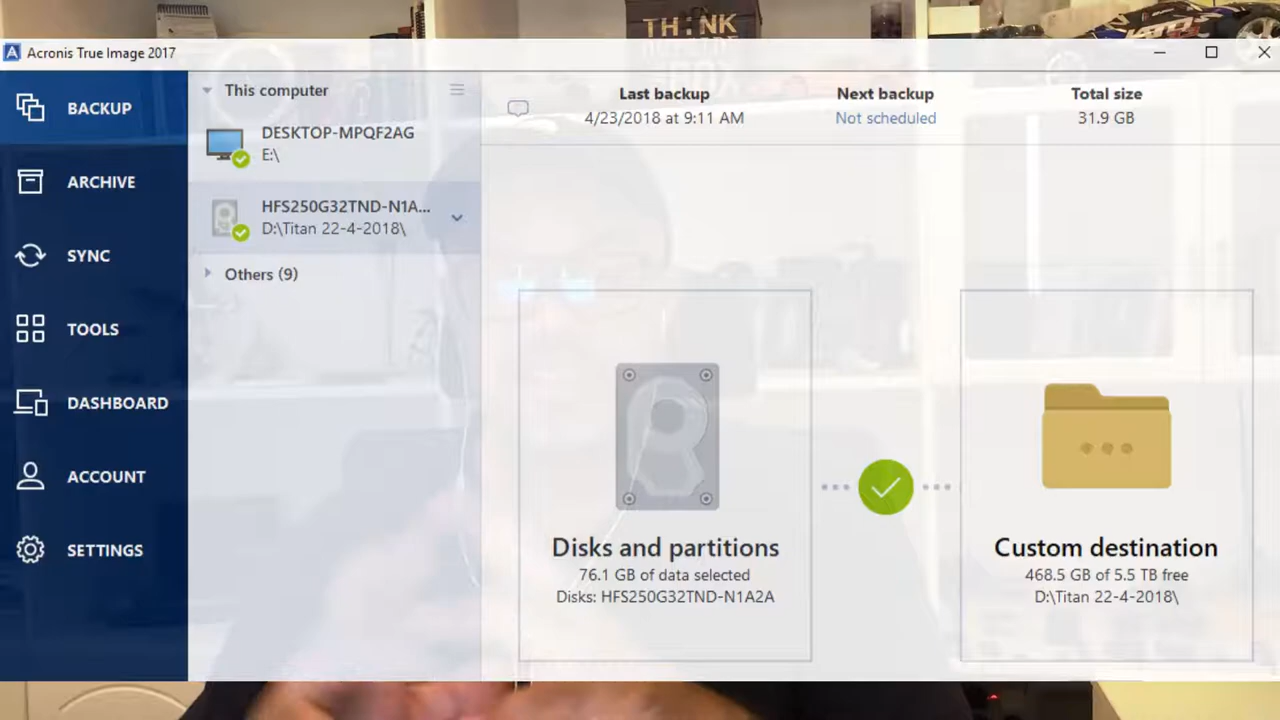 THINK
Acronis True Image 2017
BACKUP
ARCHIVE
SYNC
TOOLS
DASHBOARD
ACCOUNT
SETTINGS
This computer
DESKTOP-MPQF2AG
E:\
HFS250G32TND-N1A...
D:\Titan 22-4-2018\
Others (9)
Last backup
4/23/2018 at 9:11 AM
Next backup
Not scheduled
Total size
31.9 GB
Disks and partitions
76.1 GB of data selected
Disks: HFS250G32TND-N1A2A
Custom destination
468.5 GB of 5.5 TB free
D:\Titan 22-4-2018\